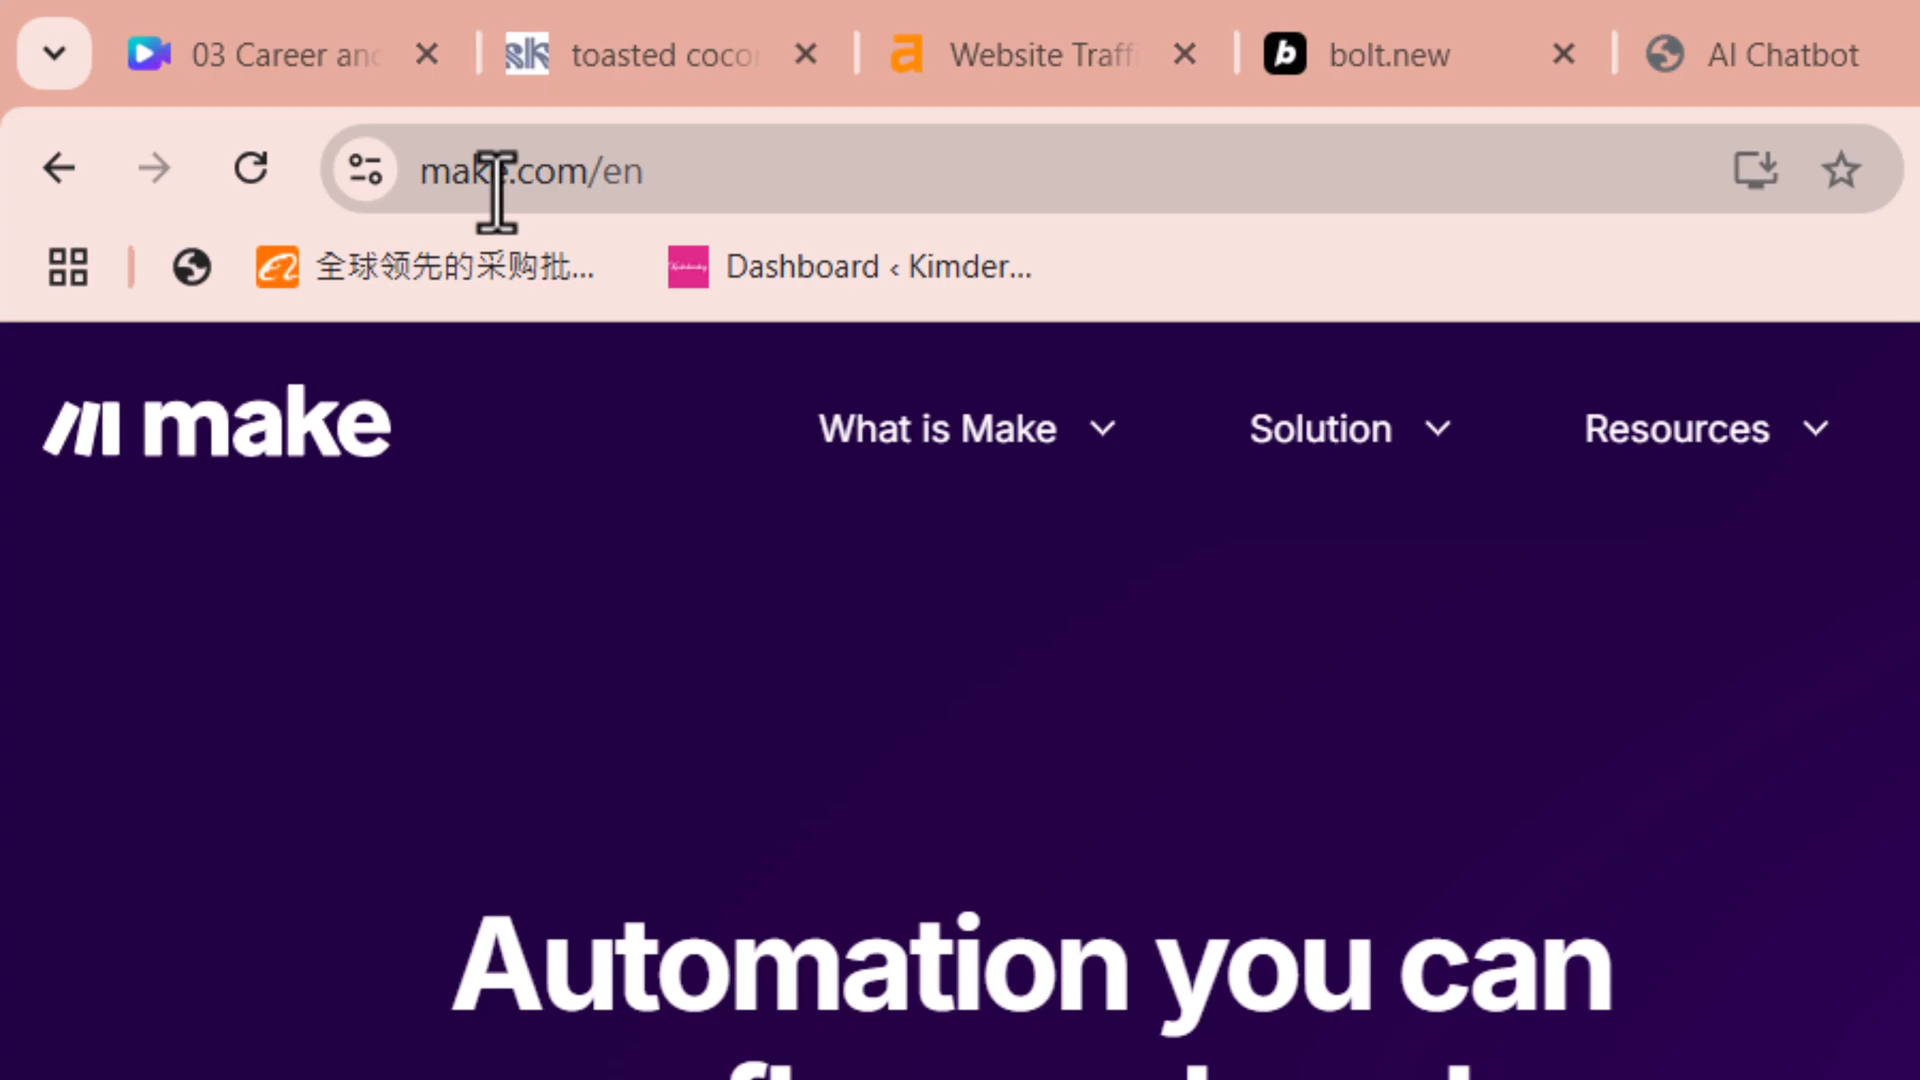 03 Career and
toasted coco
Website Traffi
bolt.new
AI Chatbot
make.com/en
全球领先的采购批...
Dashboard ‹ Kimder...
make
What is Make
Solution
Resources
Automation you can